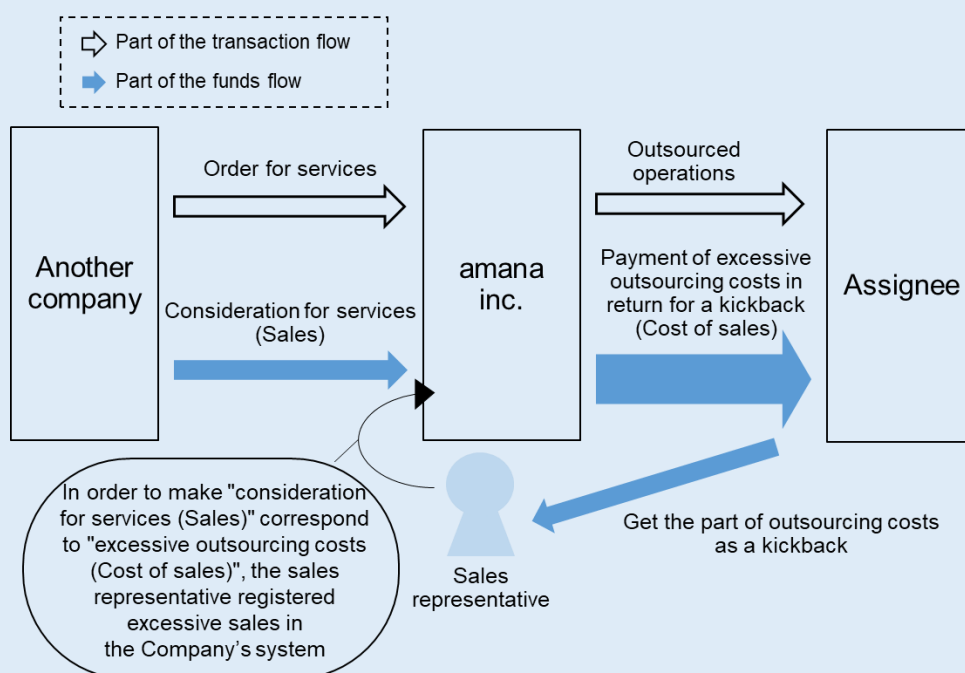 Part of the transaction flow
Part of the funds flow
Another
company
Order for services
Consideration for services
(Sales)
amana
inc.
Outsourced
operations
Payment of excessive
outsourcing costs in
return for a kickback
(Cost of sales)
Assignee
In order to make "consideration
for services (Sales)" correspond
to "excessive outsourcing costs
(Cost of sales)", the sales
representative registered
excessive sales in
the Company's system
Sales
representative
Get the part of outsourcing costs
as a kickback